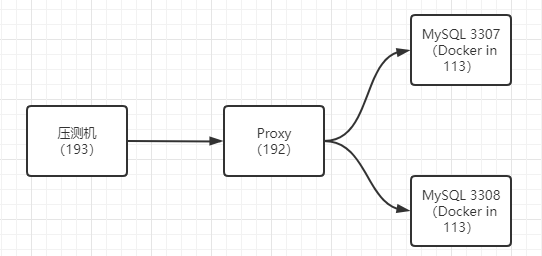 压测机
（193）
Proxy
（192）
MySQL 3307
（Docker in
113）
MySQL 3308
（Docker in
113）